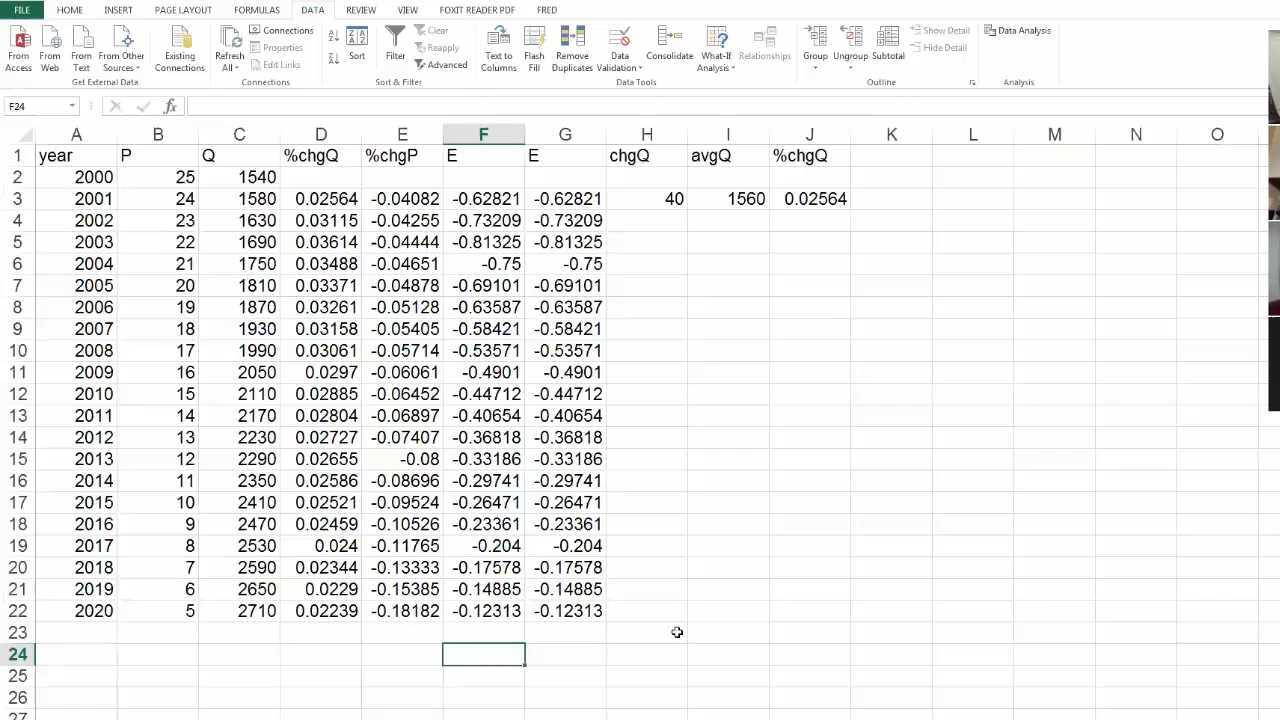 FILE HOME INSERT PAGE LAYOUT FORMULAS DATA REVIEW VIEW FOXIT READER PDF FRED
From Access From Web From Text From Other Sources Existing Connections Refresh All Connections Properties Edit Links Sort Filter Clear Reapply Advanced Text to Columns Flash Fill Remove Duplicates Data Validation Consolidate What-If Analysis Relationships Group Ungroup Subtotal Show Detail Hide Detail Data Analysis
Get External Data Connections Sort & Filter Data Tools Outline Analysis
F24 fx
A B C D E F G H I J K L M N O
1 year P Q %chgQ %chgP E E chgQ avgQ %chgQ
2 2000 25 1540
3 2001 24 1580 0.02564 -0.04082 -0.62821 -0.62821 40 1560 0.02564
4 2002 23 1630 0.03115 -0.04255 -0.73209 -0.73209
5 2003 22 1690 0.03614 -0.04444 -0.81325 -0.81325
6 2004 21 1750 0.03488 -0.04651 -0.75 -0.75
7 2005 20 1810 0.03371 -0.04878 -0.69101 -0.69101
8 2006 19 1870 0.03261 -0.05128 -0.63587 -0.63587
9 2007 18 1930 0.03158 -0.05405 -0.58421 -0.58421
10 2008 17 1990 0.03061 -0.05714 -0.53571 -0.53571
11 2009 16 2050 0.0297 -0.06061 -0.4901 -0.4901
12 2010 15 2110 0.02885 -0.06452 -0.44712 -0.44712
13 2011 14 2170 0.02804 -0.06897 -0.40654 -0.40654
14 2012 13 2230 0.02727 -0.07407 -0.36818 -0.36818
15 2013 12 2290 0.02655 -0.08 -0.33186 -0.33186
16 2014 11 2350 0.02586 -0.08696 -0.29741 -0.29741
17 2015 10 2410 0.02521 -0.09524 -0.26471 -0.26471
18 2016 9 2470 0.02459 -0.10526 -0.23361 -0.23361
19 2017 8 2530 0.024 -0.11765 -0.204 -0.204
20 2018 7 2590 0.02344 -0.13333 -0.17578 -0.17578
21 2019 6 2650 0.0229 -0.15385 -0.14885 -0.14885
22 2020 5 2710 0.02239 -0.18182 -0.12313 -0.12313
23
24
25
26
27